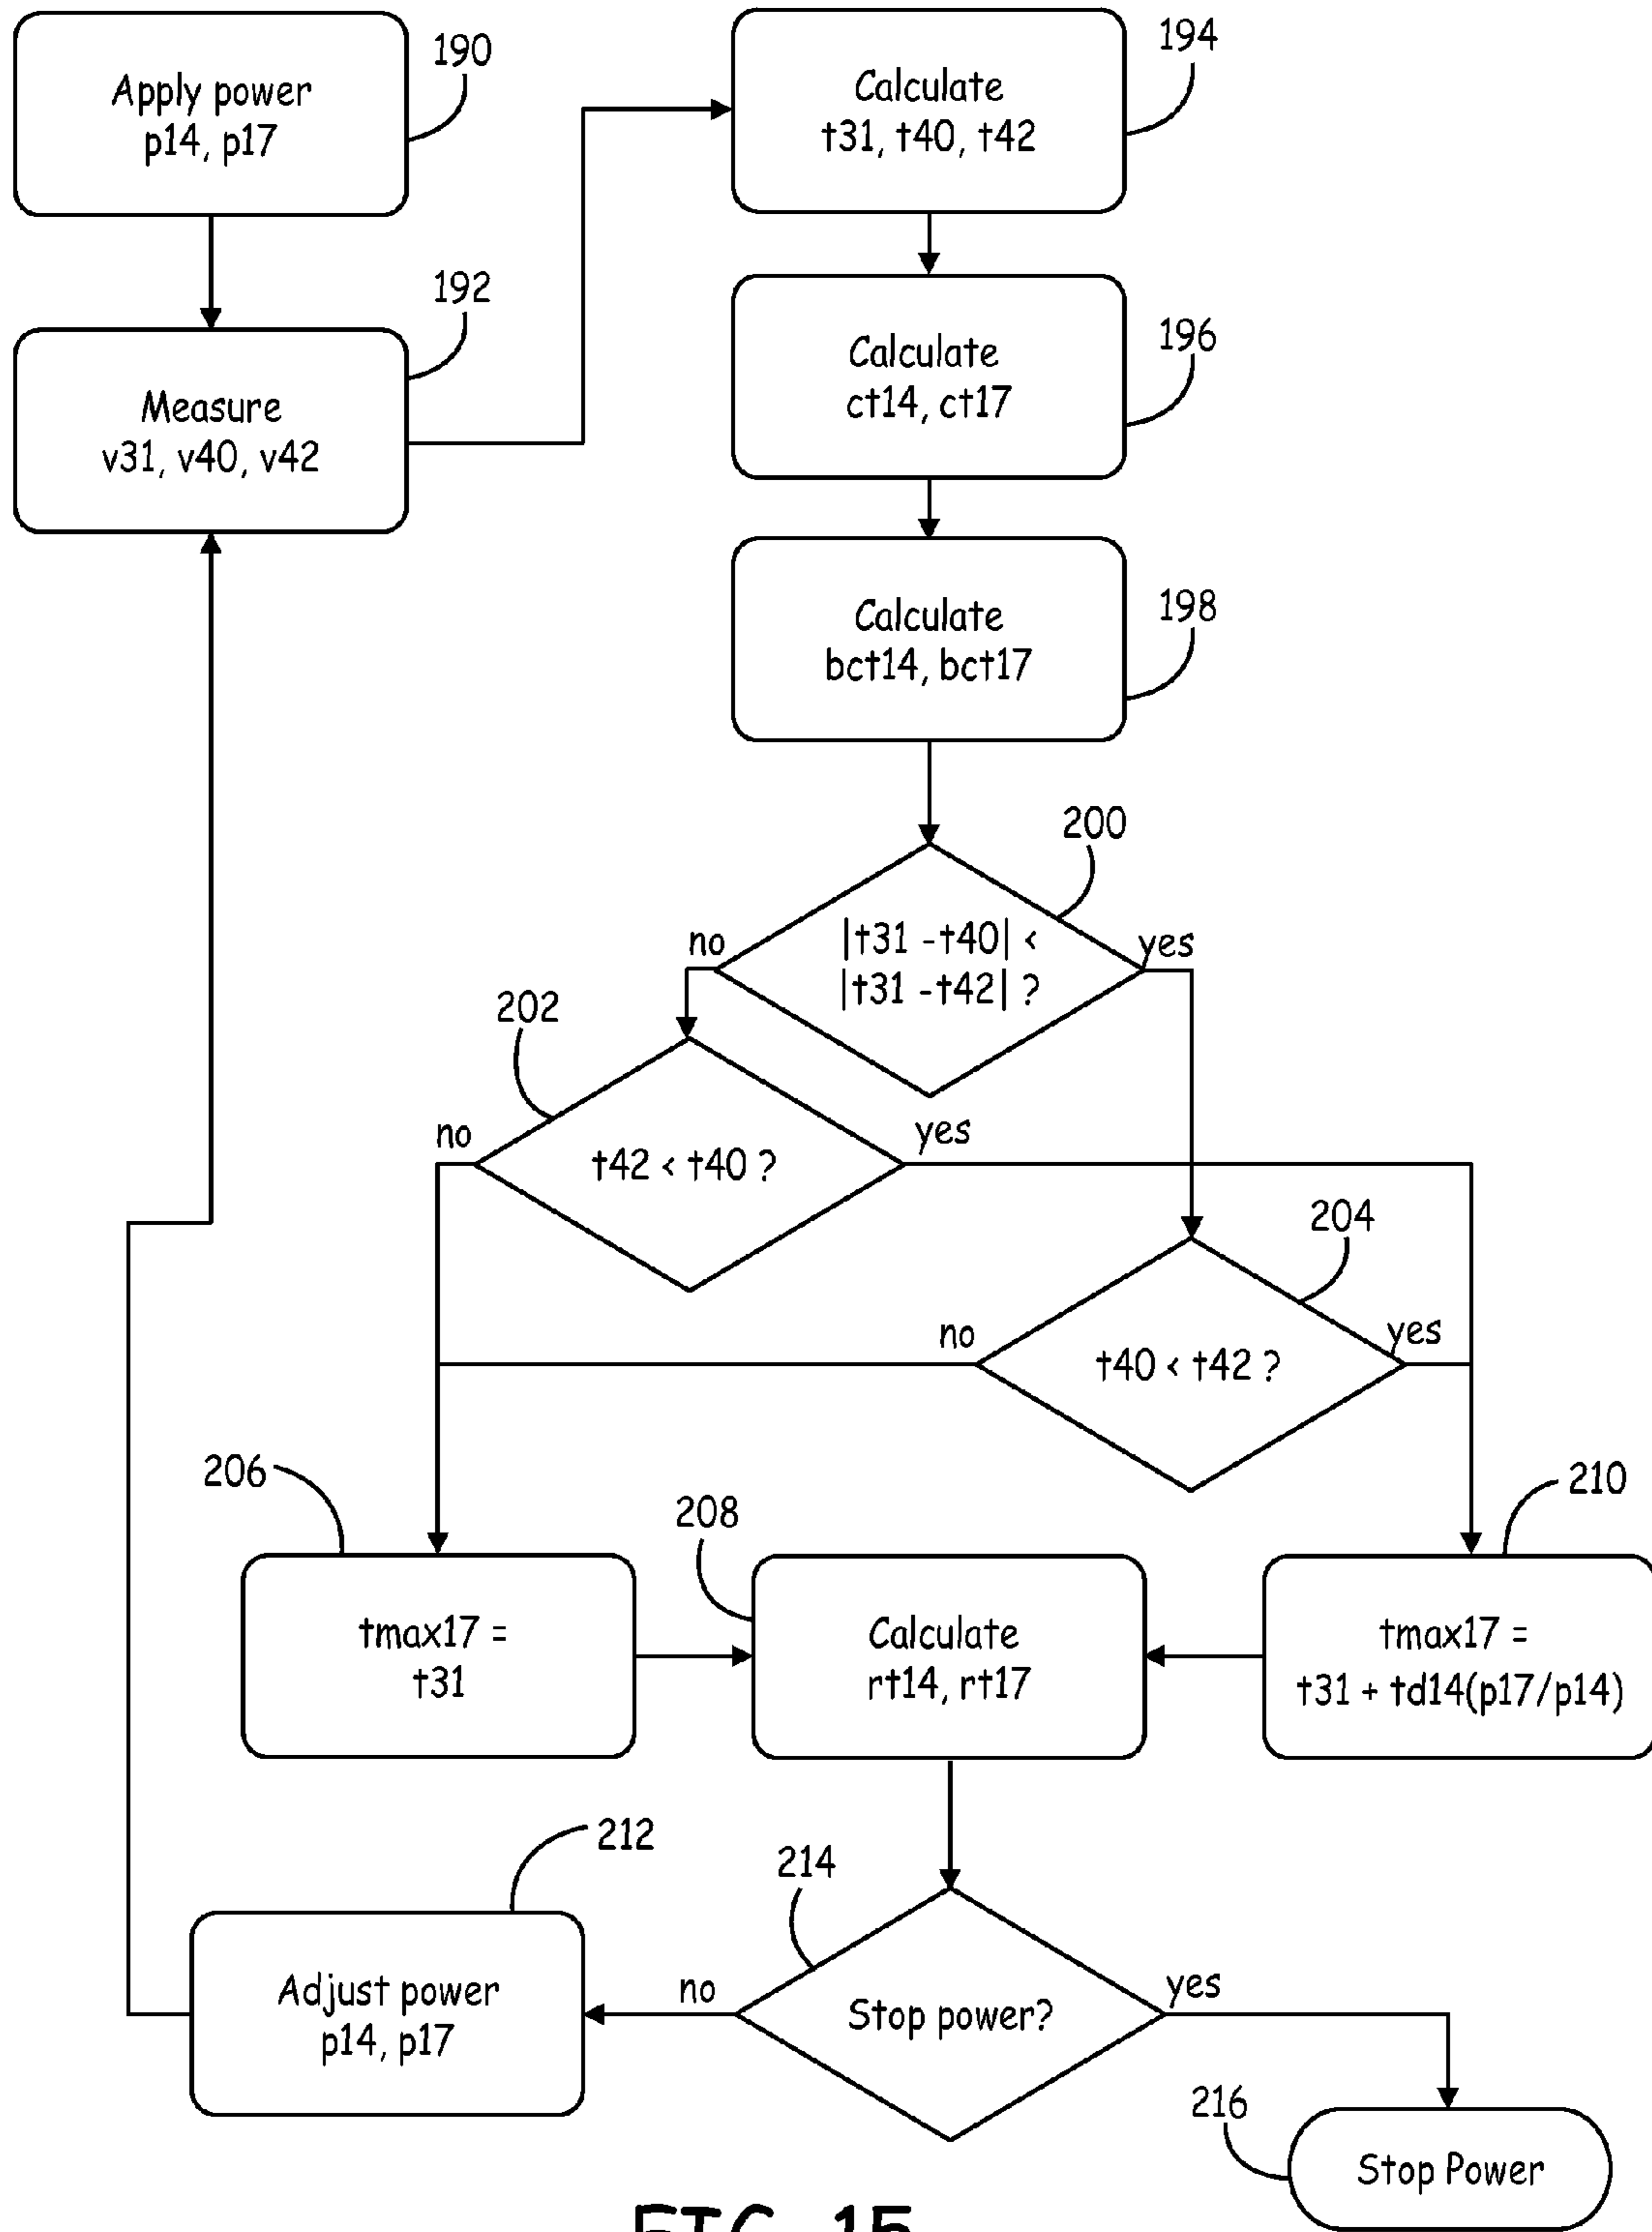 Apply power
p14, p17
190
Measure
v31, v40, v42
192
Calculate
t31, t40, t42
194
Calculate
ct14, ct17
196
Calculate
bct14, bct17
198
200
|t31 -t40| <
|t31 -t42| ?
no
yes
202
t42 < t40 ?
no
yes
204
t40 < t42 ?
no
yes
206
tmax17 =
t31
208
Calculate
rt14, rt17
210
tmax17 =
t31 + td14(p17/p14)
212
Adjust power
p14, p17
214
Stop power?
no
yes
216
Stop Power
FIG. 15